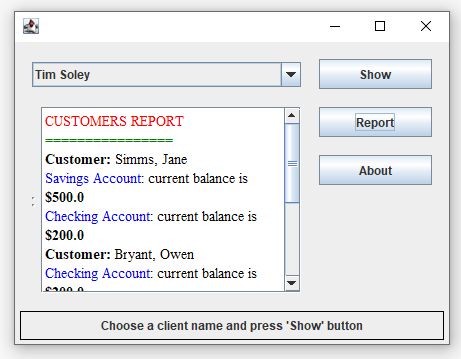 Tim Soley
Show
CUSTOMERS REPORT
================
Customer: Simms, Jane
Savings Account: current balance is
$500.0
Checking Account: current balance is
$200.0
Customer: Bryant, Owen
Checking Account: current balance is
$200.0
Report
About
:
Choose a client name and press 'Show' button